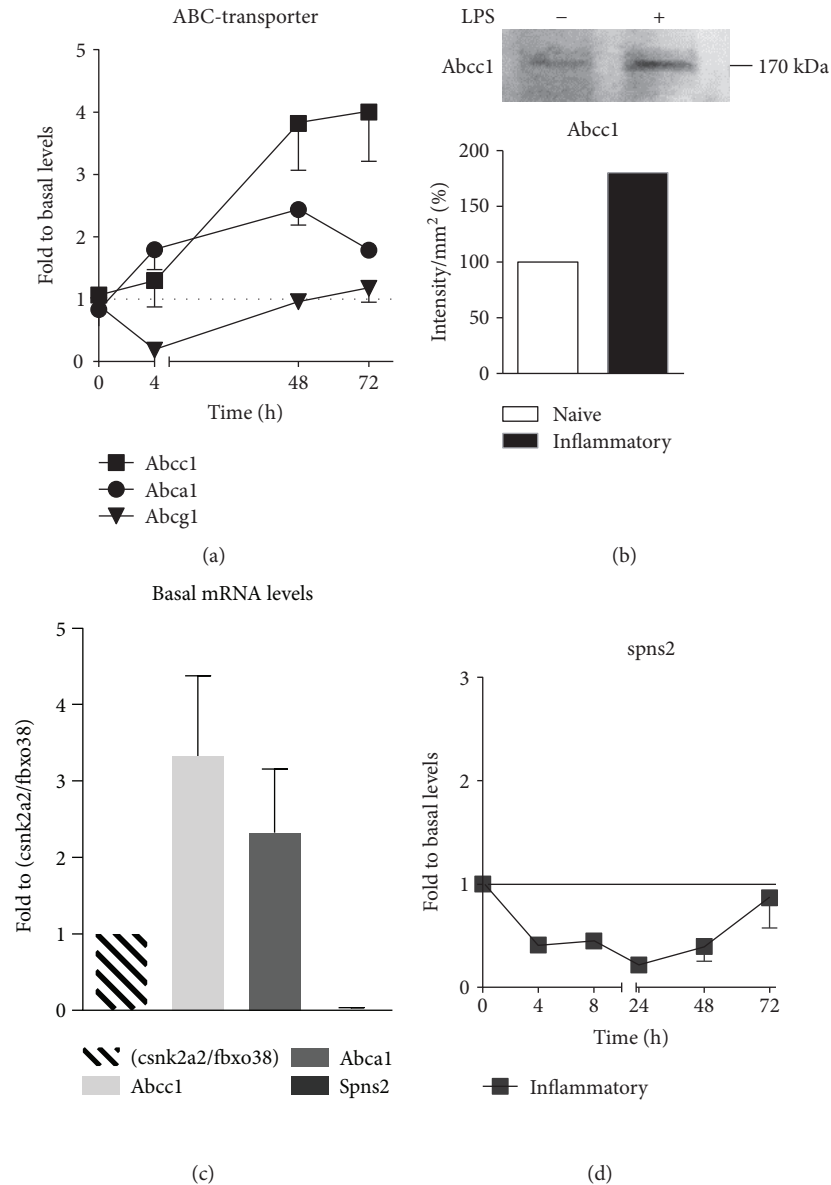 ABC-transporter
5
4
3
2
1
0
Fold to basal levels
0 4 48 72
Time (h)
Abcc1
Abca1
Abcg1
(a)
LPS − +
Abcc1 170 kDa
Abcc1
200
150
100
50
0
Intensity/mm² (%)
Naive
Inflammatory
(b)
Basal mRNA levels
5
4
3
2
1
0
Fold to (csnk2a2/fbxo38)
(csnk2a2/fbxo38) Abca1
Abcc1 Spns2
(c)
spns2
3
2
1
0
Fold to basal levels
0 4 8 24 48 72
Time (h)
Inflammatory
(d)